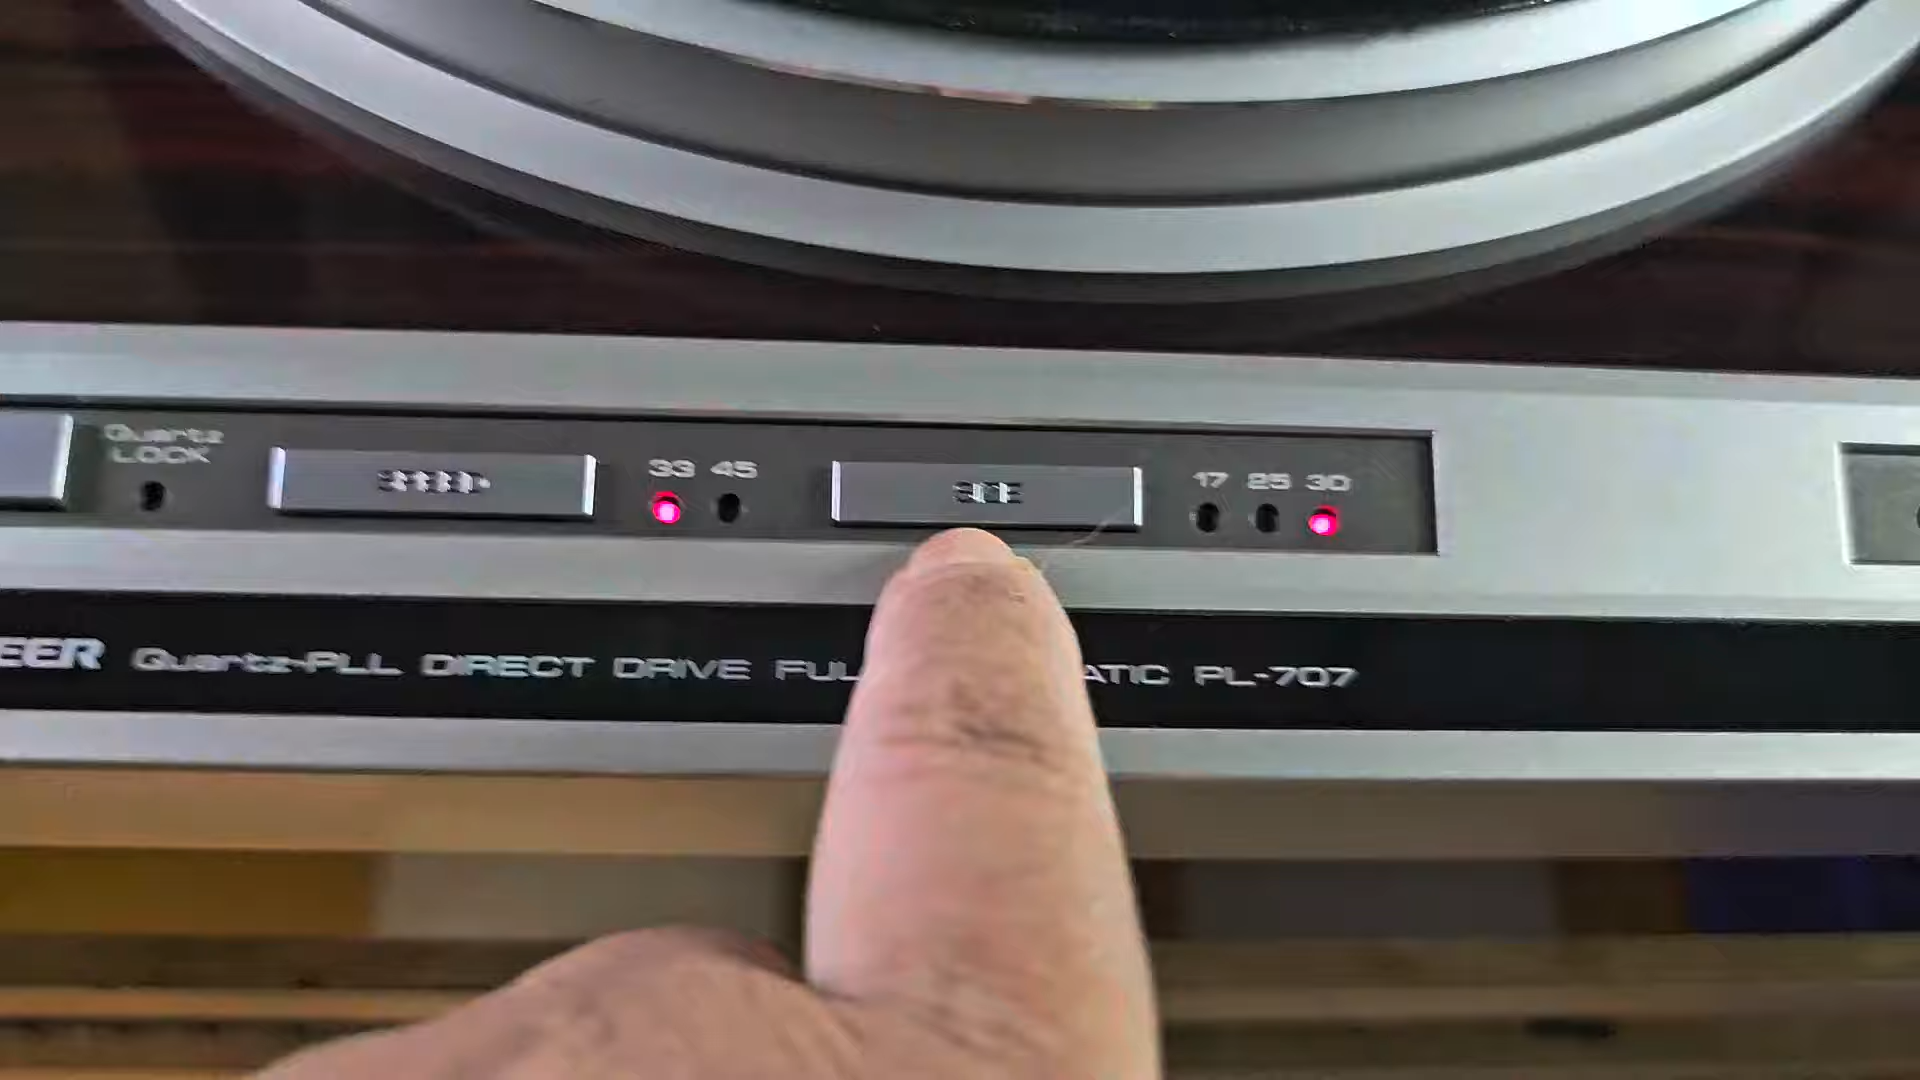 Quartz
LOCK
33 45
17 25 30
EER Quartz-PLL DIRECT DRIVE FUL ATIC PL-707